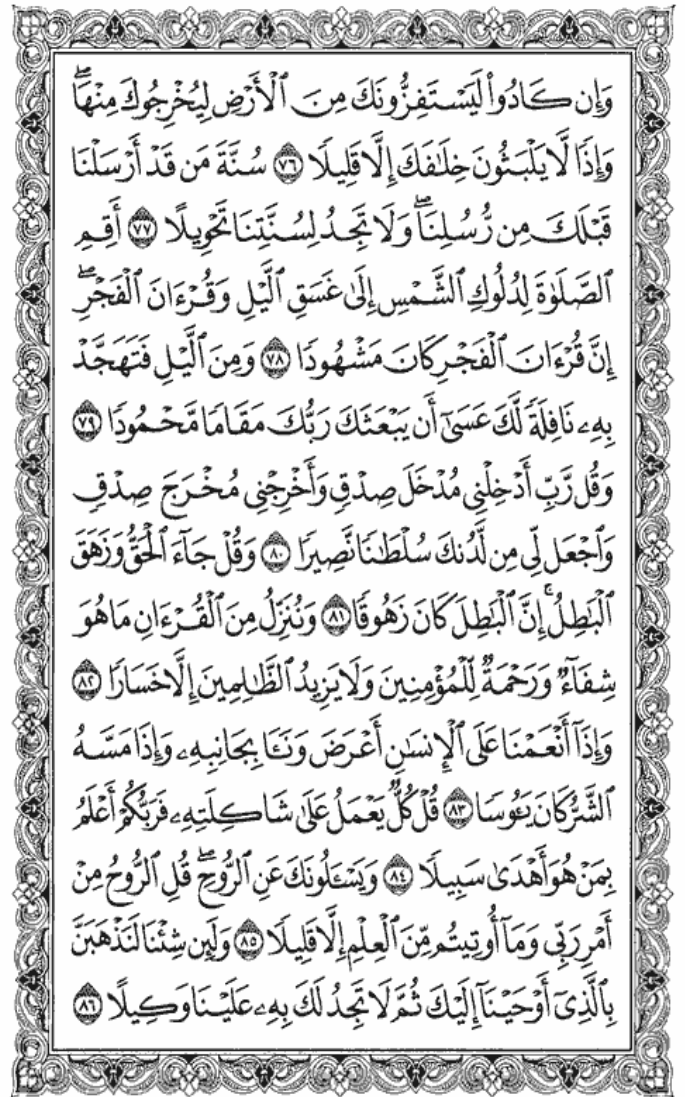 وَإِن كَادُوا۟ لَيَسْتَفِزُّونَكَ مِنَ ٱلْأَرْضِ لِيُخْرِجُوكَ مِنْهَا ۖ
وَإِذًا لَّا يَلْبَثُونَ خِلَـٰفَكَ إِلَّا قَلِيلًا ٧٦ سُنَّةَ مَن قَدْ أَرْسَلْنَا
قَبْلَكَ مِن رُّسُلِنَا ۖ وَلَا تَجِدُ لِسُنَّتِنَا تَحْوِيلًا ٧٧ أَقِمِ
ٱلصَّلَوٰةَ لِدُلُوكِ ٱلشَّمْسِ إِلَىٰ غَسَقِ ٱلَّيْلِ وَقُرْءَانَ ٱلْفَجْرِ ۖ
إِنَّ قُرْءَانَ ٱلْفَجْرِ كَانَ مَشْهُودًا ٧٨ وَمِنَ ٱلَّيْلِ فَتَهَجَّدْ
بِهِۦ نَافِلَةً لَّكَ عَسَىٰٓ أَن يَبْعَثَكَ رَبُّكَ مَقَامًا مَّحْمُودًا ٧٩
وَقُل رَّبِّ أَدْخِلْنِى مُدْخَلَ صِدْقٍ وَأَخْرِجْنِى مُخْرَجَ صِدْقٍ
وَٱجْعَل لِّى مِن لَّدُنكَ سُلْطَـٰنًا نَّصِيرًا ٨٠ وَقُلْ جَآءَ ٱلْحَقُّ وَزَهَقَ
ٱلْبَـٰطِلُ ۚ إِنَّ ٱلْبَـٰطِلَ كَانَ زَهُوقًا ٨١ وَنُنَزِّلُ مِنَ ٱلْقُرْءَانِ مَا هُوَ
شِفَآءٌ وَرَحْمَةٌ لِّلْمُؤْمِنِينَ وَلَا يَزِيدُ ٱلظَّـٰلِمِينَ إِلَّا خَسَارًا ٨٢
وَإِذَآ أَنْعَمْنَا عَلَى ٱلْإِنسَـٰنِ أَعْرَضَ وَنَـَٔا بِجَانِبِهِۦ وَإِذَا مَسَّهُ
ٱلشَّرُّ كَانَ يَـُٔوسًا ٨٣ قُلْ كُلٌّ يَعْمَلُ عَلَىٰ شَاكِلَتِهِۦ فَرَبُّكُمْ أَعْلَمُ
بِمَنْ هُوَ أَهْدَىٰ سَبِيلًا ٨٤ وَيَسْـَٔلُونَكَ عَنِ ٱلرُّوحِ ۖ قُلِ ٱلرُّوحُ مِنْ
أَمْرِ رَبِّى وَمَآ أُوتِيتُم مِّنَ ٱلْعِلْمِ إِلَّا قَلِيلًا ٨٥ وَلَئِن شِئْنَا لَنَذْهَبَنَّ
بِٱلَّذِىٓ أَوْحَيْنَآ إِلَيْكَ ثُمَّ لَا تَجِدُ لَكَ بِهِۦ عَلَيْنَا وَكِيلًا ٨٦